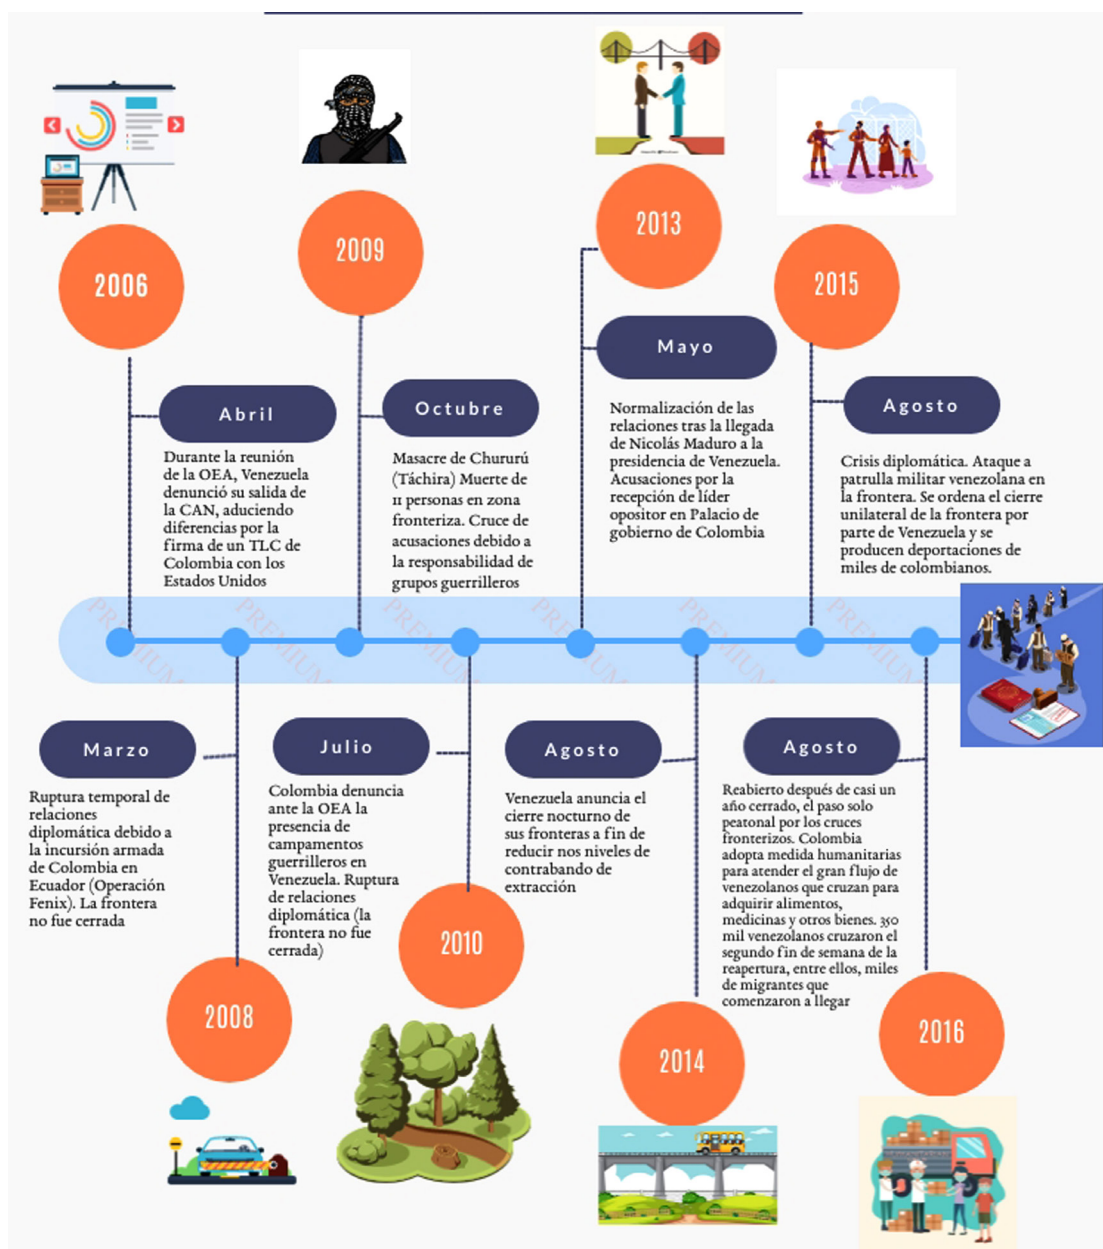 2006
Abril
Durante la reunión
de la OEA, Venezuela
denunció su salida de
la CAN, aduciendo
diferencias por la
firma de un TLC de
Colombia con los
Estados Unidos
2009
Octubre
Masacre de Chururú
(Táchira) Muerte de
11 personas en zona
fronteriza. Cruce de
acusaciones debido a
la responsabilidad de
grupos guerrilleros
2013
Mayo
Normalización de las
relaciones tras la llegada
de Nicolás Maduro a la
presidencia de Venezuela.
Acusaciones por la
recepción de líder
opositor en Palacio de
gobierno de Colombia
2015
Agosto
Crisis diplomática. Ataque a
patrulla militar venezolana en
la frontera. Se ordena el cierre
unilateral de la frontera por
parte de Venezuela y se
producen deportaciones de
miles de colombianos.
PREMIUM
PREMIUM
PREMIUM
PREMIUM
PREMIUM
PREMIUM
Marzo
Ruptura temporal de
relaciones
diplomática debido a
la incursión armada
de Colombia en
Ecuador (Operación
Fenix). La frontera
no fue cerrada
2008
Julio
Colombia denuncia
ante la OEA la
presencia de
campamentos
guerrilleros en
Venezuela. Ruptura
de relaciones
diplomática (la
frontera no fue
cerrada)
2010
Agosto
Venezuela anuncia el
cierre nocturno de
sus fronteras a fin de
reducir nos niveles de
contrabando de
extracción
2014
Agosto
Reabierto después de casi un
año cerrado, el paso solo
peatonal por los cruces
fronterizos. Colombia
adopta medida humanitarias
para atender el gran flujo de
venezolanos que cruzan para
adquirir alimentos,
medicinas y otros bienes. 350
mil venezolanos cruzaron el
segundo fin de semana de la
reapertura, entre ellos, miles
de migrantes que
comenzaron a llegar
2016